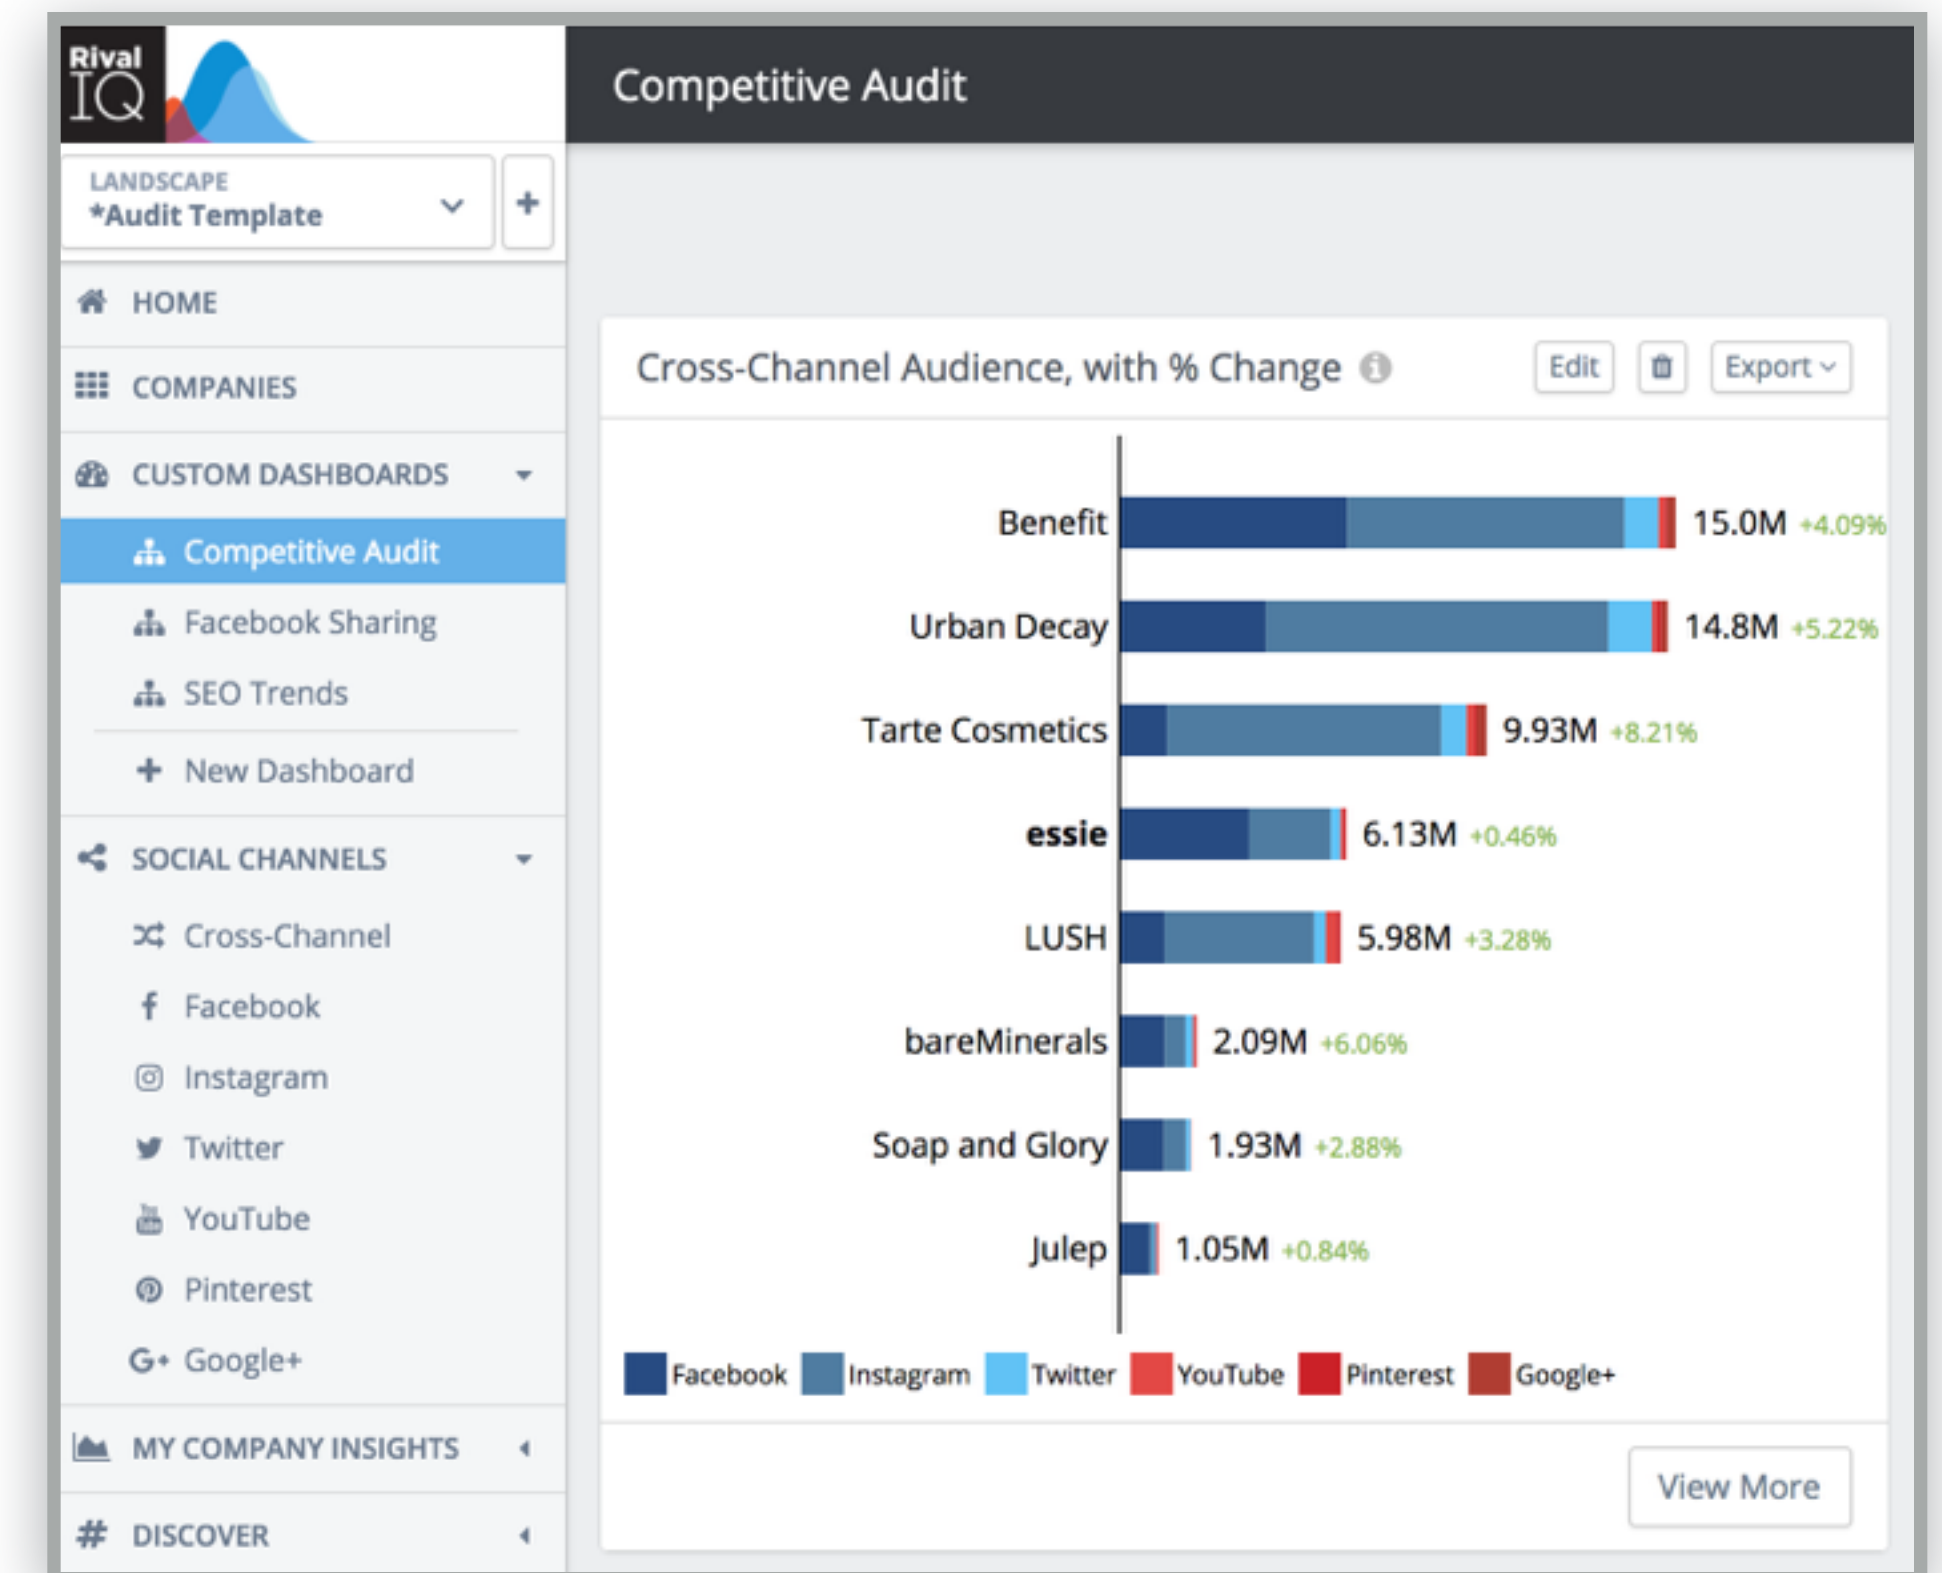 Rival
IQ
LANDSCAPE
*Audit Template
+
HOME
COMPANIES
CUSTOM DASHBOARDS
Competitive Audit
Facebook Sharing
SEO Trends
+ New Dashboard
SOCIAL CHANNELS
Cross-Channel
Facebook
Instagram
Twitter
YouTube
Pinterest
G+ Google+
MY COMPANY INSIGHTS
# DISCOVER
Competitive Audit
Cross-Channel Audience, with % Change
Edit
Export
Benefit 15.0M +4.09%
Urban Decay 14.8M +5.22%
Tarte Cosmetics 9.93M +8.21%
essie 6.13M +0.46%
LUSH 5.98M +3.28%
bareMinerals 2.09M +6.06%
Soap and Glory 1.93M +2.88%
Julep 1.05M +0.84%
Facebook Instagram Twitter YouTube Pinterest Google+
View More